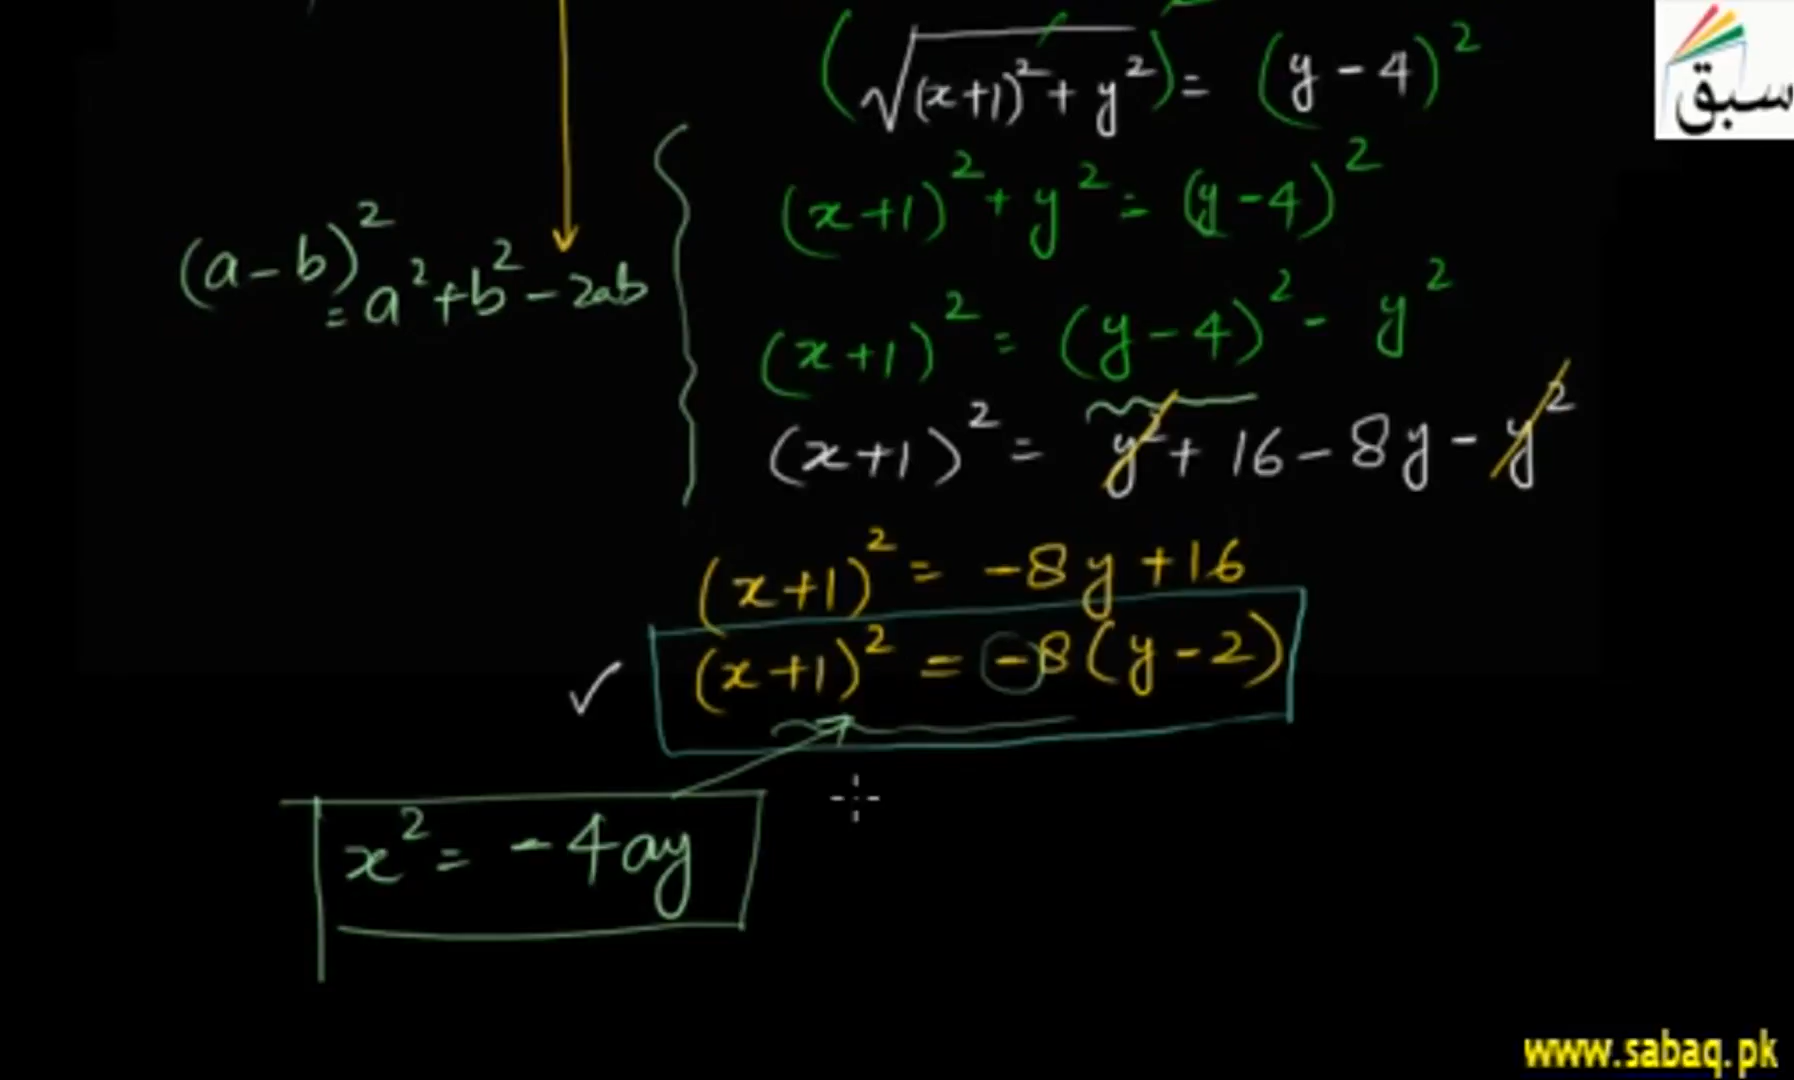 (√((x+1)² + y²))² = (y - 4)²
سبق
(x+1)² + y² = (y-4)²
(a-b)²
= a² + b² - 2ab
(x+1)² = (y-4)² - y²
(x+1)² = y² + 16 - 8y - y²
(x+1)² = -8y + 16
(x+1)² = -8(y-2)
x² = -4ay
www.sabaq.pk